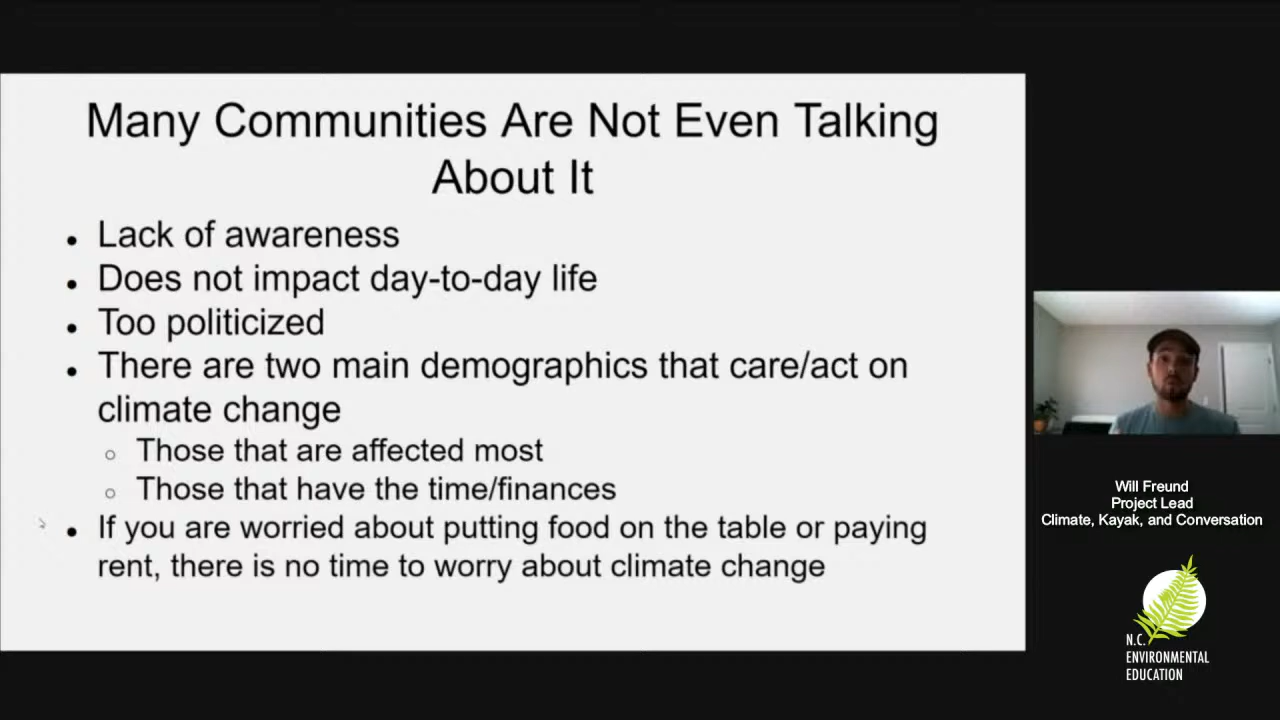 Many Communities Are Not Even Talking
About It
• Lack of awareness
• Does not impact day-to-day life
• Too politicized
• There are two main demographics that care/act on
climate change
○ Those that are affected most
○ Those that have the time/finances
• If you are worried about putting food on the table or paying
rent, there is no time to worry about climate change
Will Freund
Project Lead
Climate, Kayak, and Conversation
N.C.
ENVIRONMENTAL
EDUCATION